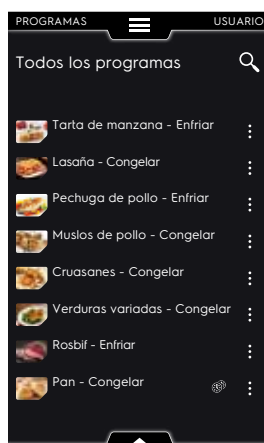 PROGRAMAS USUARIO
Todos los programas
Tarta de manzana - Enfriar
Lasaña - Congelar
Pechuga de pollo - Enfriar
Muslos de pollo - Congelar
Cruasanes - Congelar
Verduras variadas - Congelar
Rosbif - Enfriar
Pan - Congelar